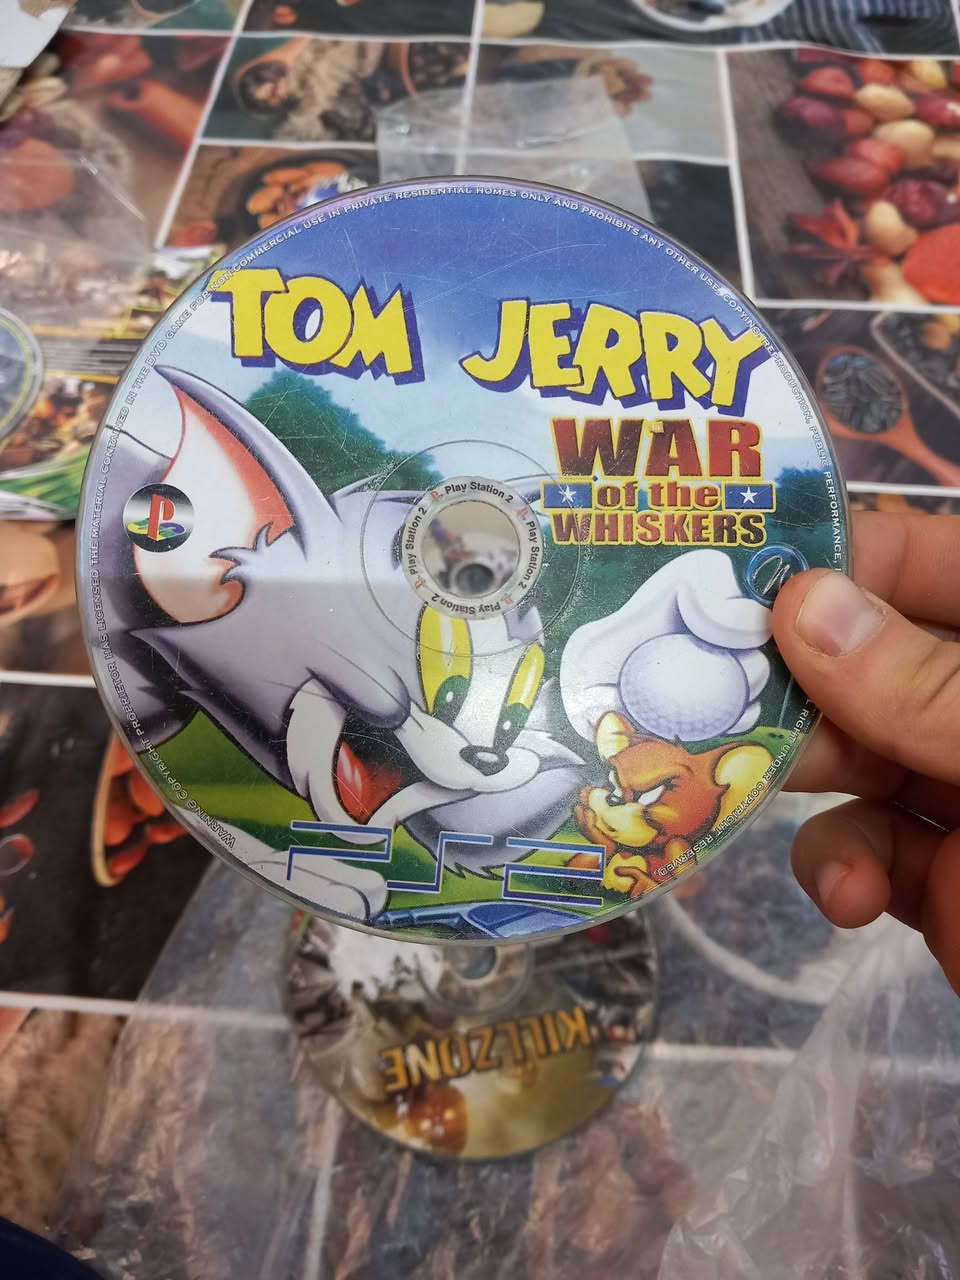 WARNING COPYRIGHT PROPRIETOR HAS LICENSED THE MATERIAL CONTAINED IN THE DVD GAME FOR NON-COMMERCIAL USE IN PRIVATE RESIDENTIAL HOMES ONLY AND PROHIBITS ANY OTHER USE, COPYING, REPRODUCTION, PUBLIC PERFORMANCE,
RIGHT UNDER COPYRIGHT RESERVED.
TOM JERRY
WAR
of the
WHISKERS
Play Station 2
Play Station 2
Play Station 2
Play Station 2
PS2
KILLZONE